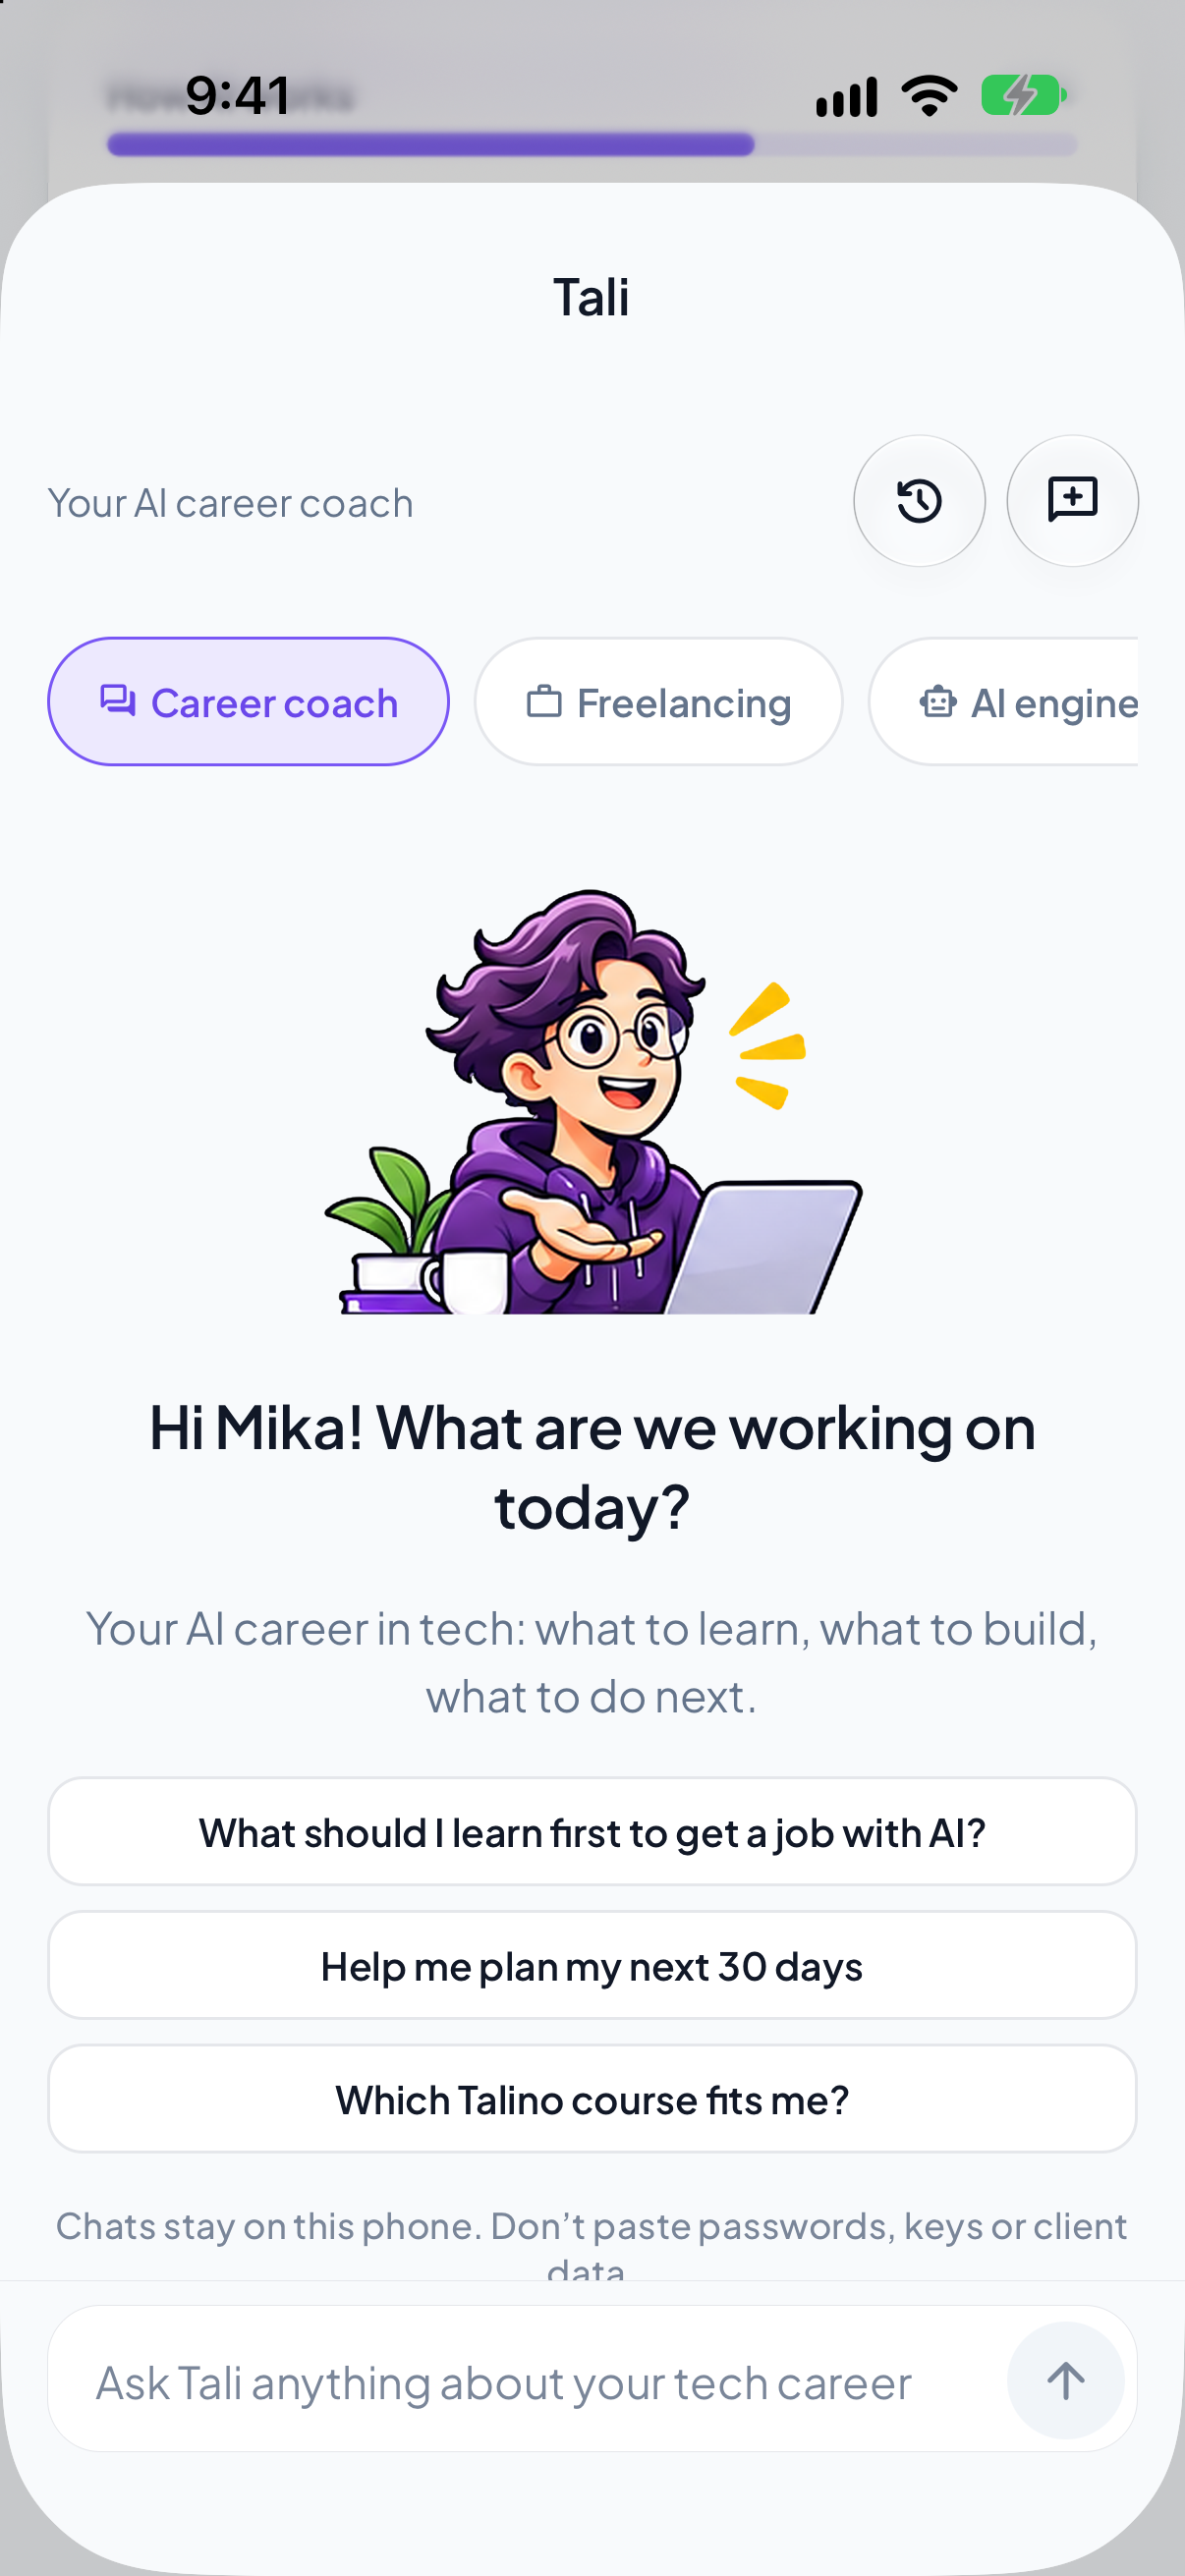 9:41
Tali
Your AI career coach
Career coach
Freelancing
AI engine
Hi Mika! What are we working on
today?
Your AI career in tech: what to learn, what to build,
what to do next.
What should I learn first to get a job with AI?
Help me plan my next 30 days
Which Talino course fits me?
Chats stay on this phone. Don’t paste passwords, keys or client
data
Ask Tali anything about your tech career